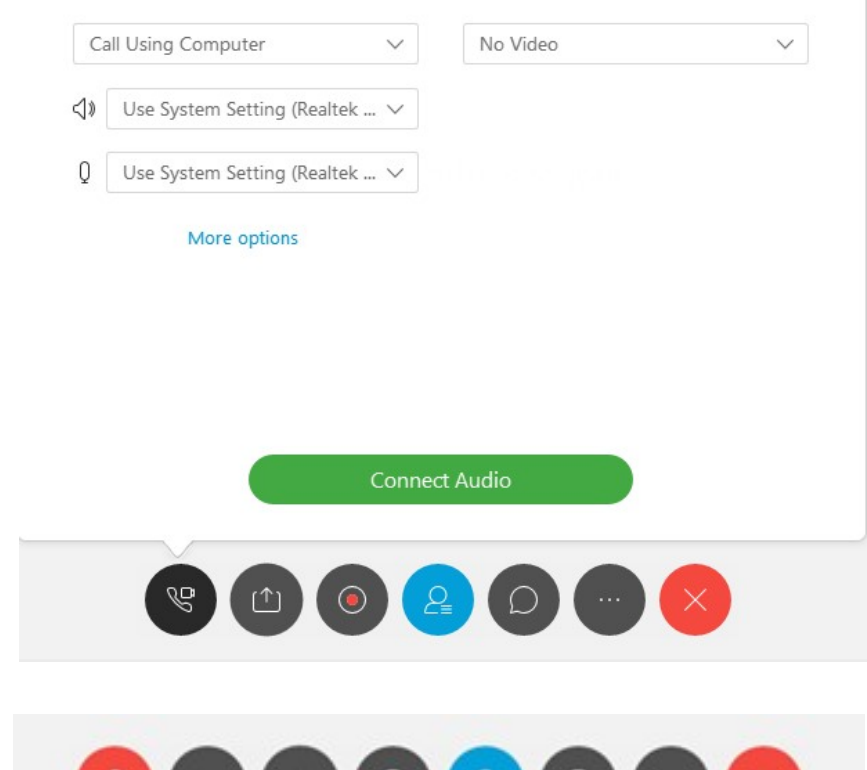 Call Using Computer
No Video
Use System Setting (Realtek ...
Use System Setting (Realtek ...
More options
Connect Audio